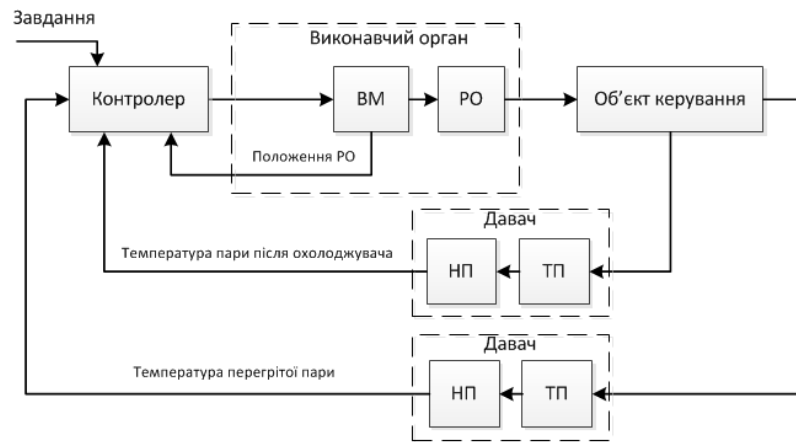 Завдання
Виконавчий орган
Контролер
ВМ
РО
Об’єкт керування
Положення РО
Давач
Температура пари після охолоджувача
НП
ТП
Давач
Температура перегрітої пари
НП
ТП